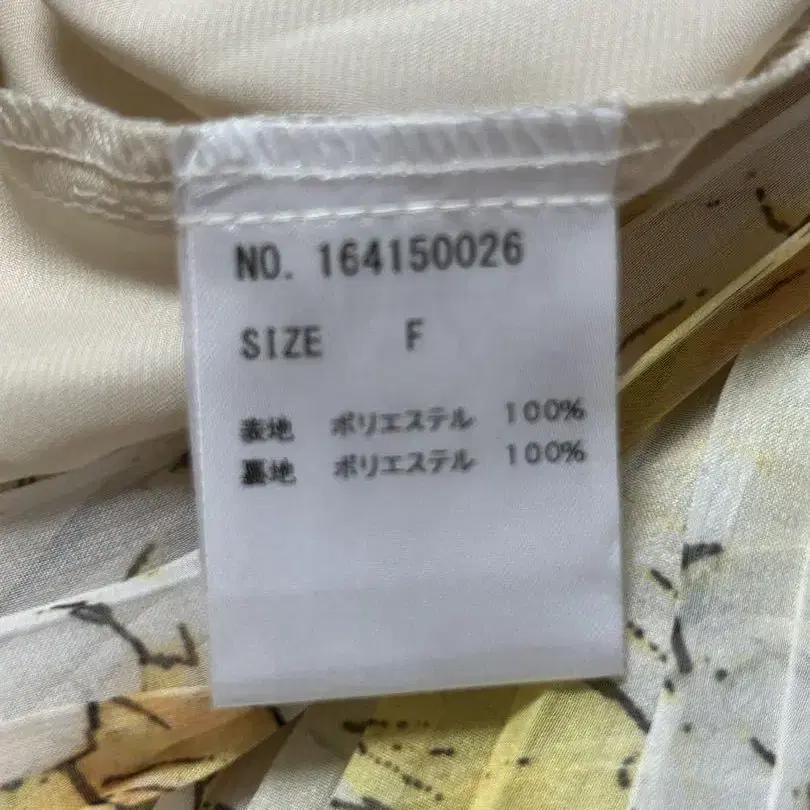 NO. 164150026
SIZE F
表地 ポリエステル 100%
裏地 ポリエステル 100%